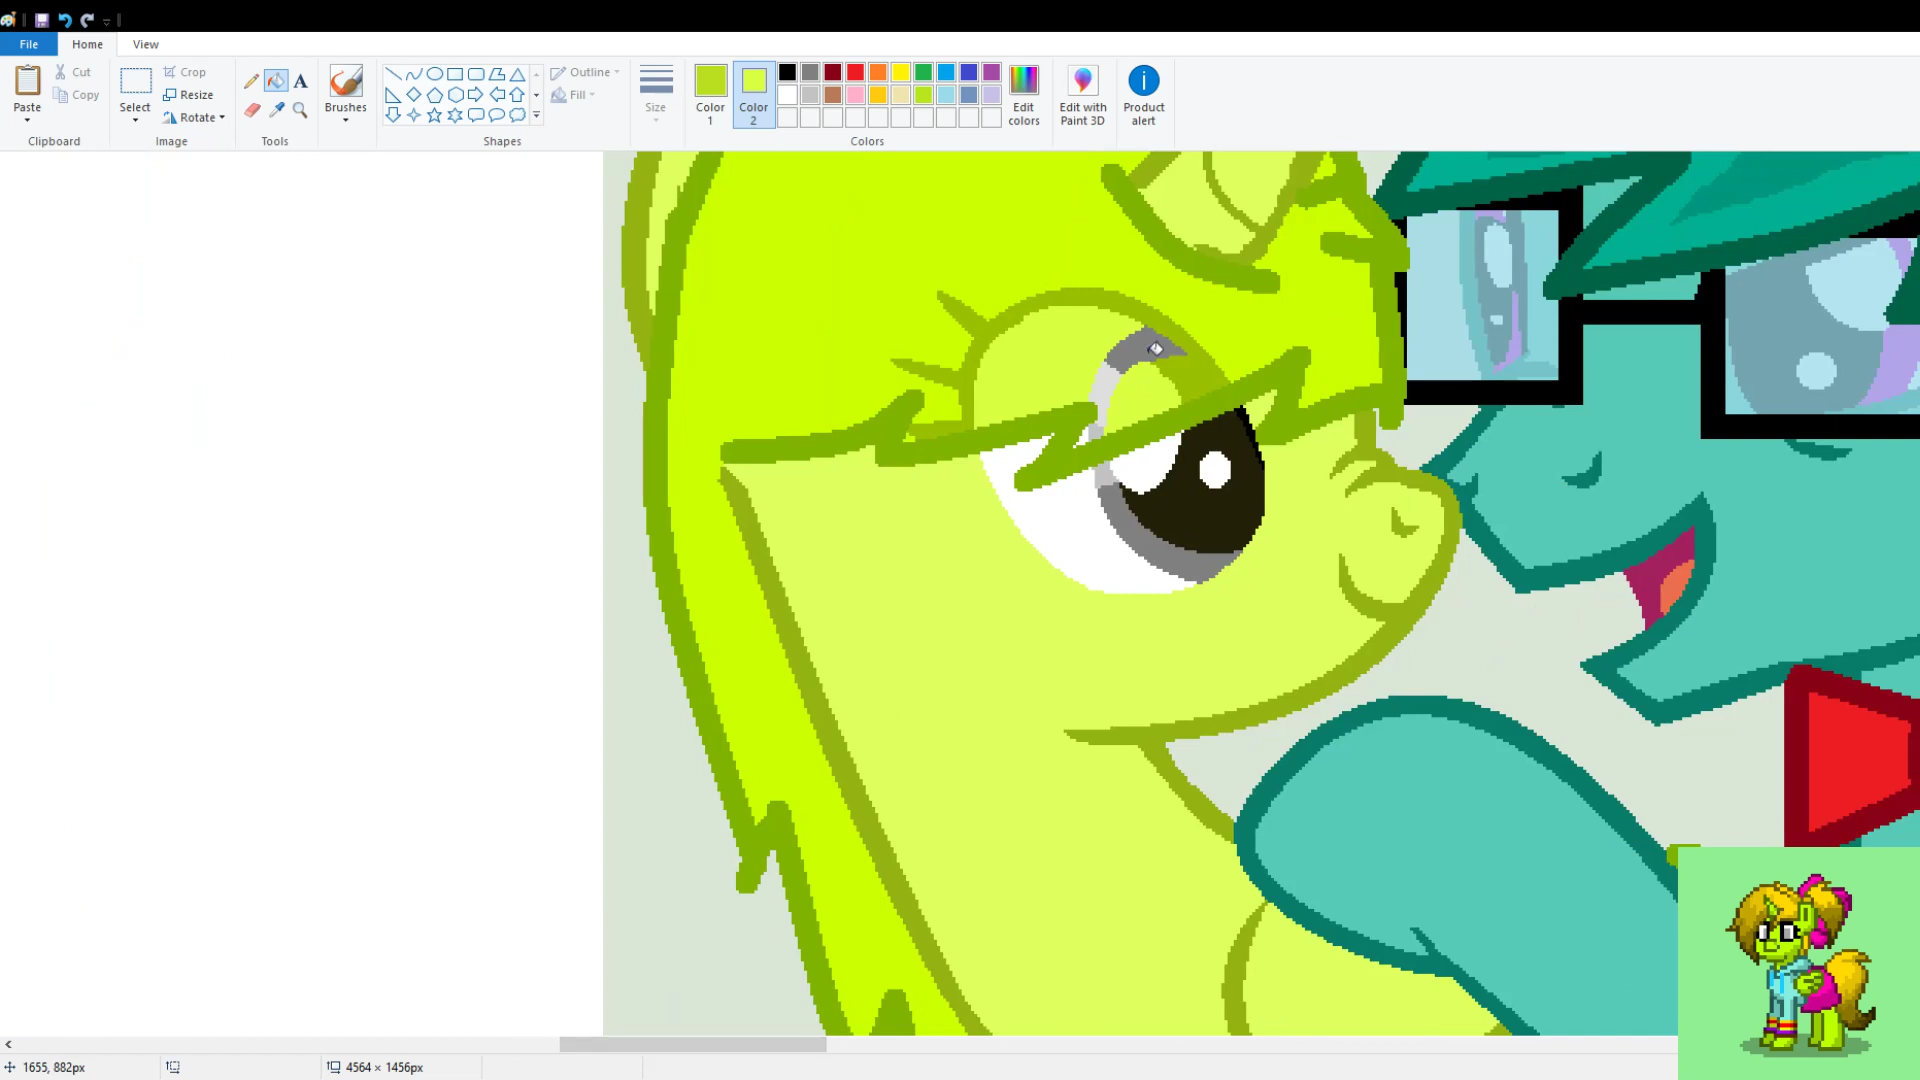 File Home View
Paste
Cut
Copy
Clipboard
Select
Crop
Resize
Rotate
Image
A
Tools
Brushes
Shapes
Outline
Fill
Size
Color 1
Color 2
Edit colors
Colors
Edit with Paint 3D
Product alert
1655, 882px
4564 × 1456px